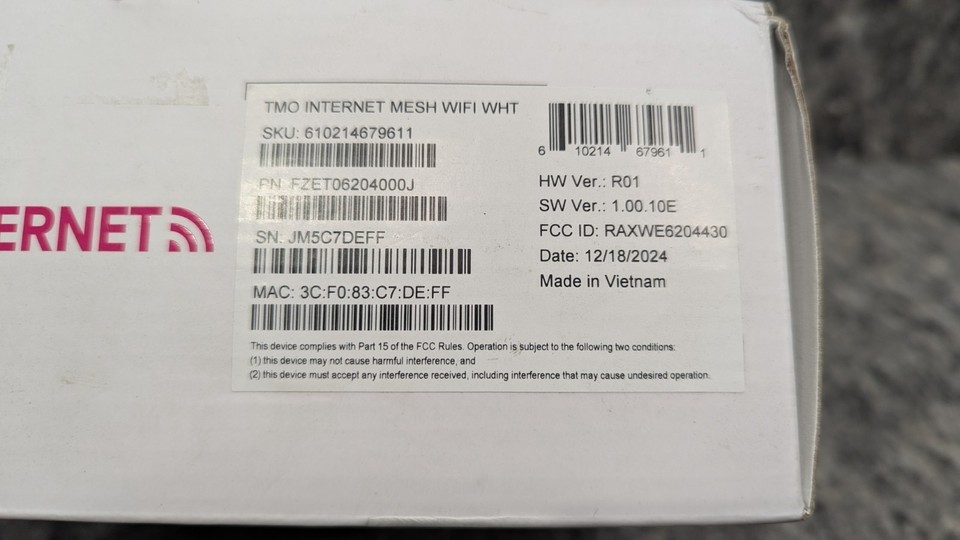 ERNET
TMO INTERNET MESH WIFI WHT
SKU: 610214679611
PN: FZET06204000J
SN: JM5C7DEFF
MAC: 3C:F0:83:C7:DE:FF
6 10214 67961 1
HW Ver.: R01
SW Ver.: 1.00.10E
FCC ID: RAXWE6204430
Date: 12/18/2024
Made in Vietnam
This device complies with Part 15 of the FCC Rules. Operation is subject to the following two conditions:
(1) this device may not cause harmful interference, and
(2) this device must accept any interference received, including interference that may cause undesired operation.